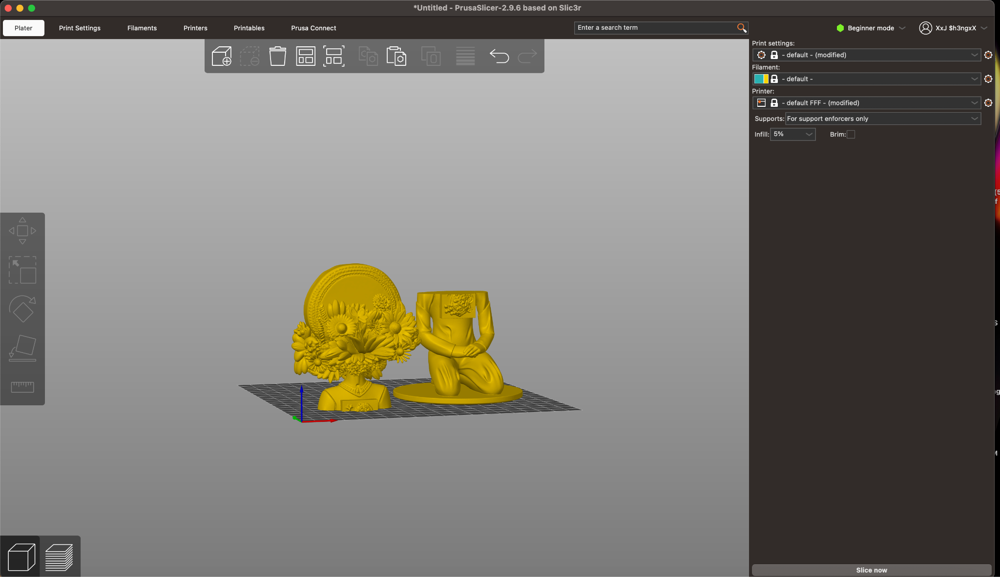 *Untitled - PrusaSlicer-2.9.6 based on Slic3r
Plater Print Settings Filaments Printers Printables Prusa Connect Enter a search term Beginner mode XxJ $h3ngxX
Print settings:
- default - (modified)
Filament:
- default -
Printer:
- default FFF - (modified)
Supports: For support enforcers only
Infill: 5% Brim:
(5
f
S
ng
M
Slice now